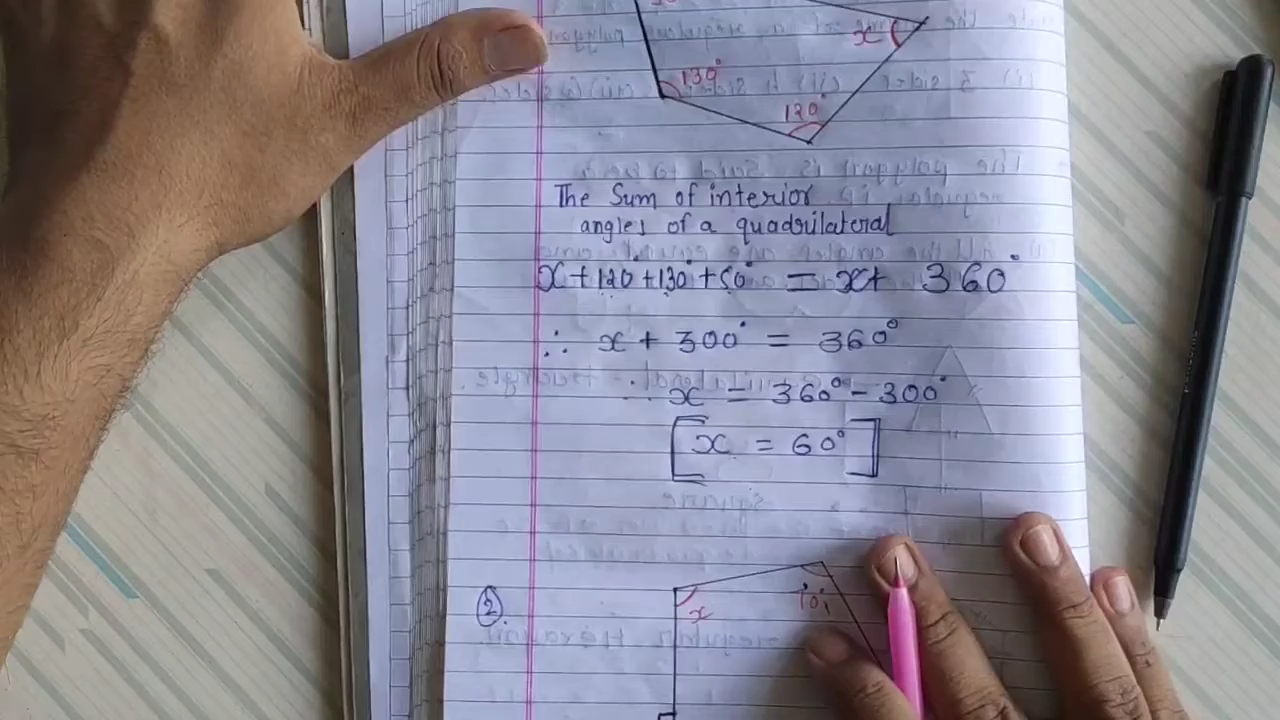 x
130°
120°
The Sum of interior
angles of a quadrilateral
x + 120 + 130° + 50° = x+ 360°
∴ x + 300° = 360°
x = 360° - 300°
[x = 60°]
2.
x